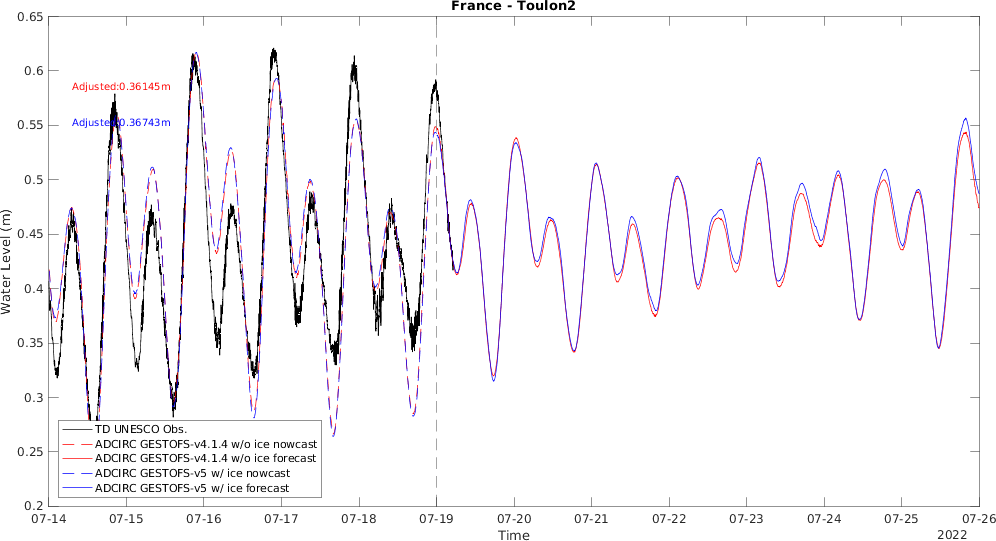 France - Toulon2
0.65
0.6
0.55
0.5
0.45
0.4
0.35
0.3
0.25
0.2
Water Level (m)
Adjusted:0.36145m
Adjusted:0.36743m
TD UNESCO Obs.
ADCIRC GESTOFS-v4.1.4 w/o ice nowcast
ADCIRC GESTOFS-v4.1.4 w/o ice forecast
ADCIRC GESTOFS-v5 w/ ice nowcast
ADCIRC GESTOFS-v5 w/ ice forecast
07-14 07-15 07-16 07-17 07-18 07-19 07-20 07-21 07-22 07-23 07-24 07-25 07-26
Time
2022